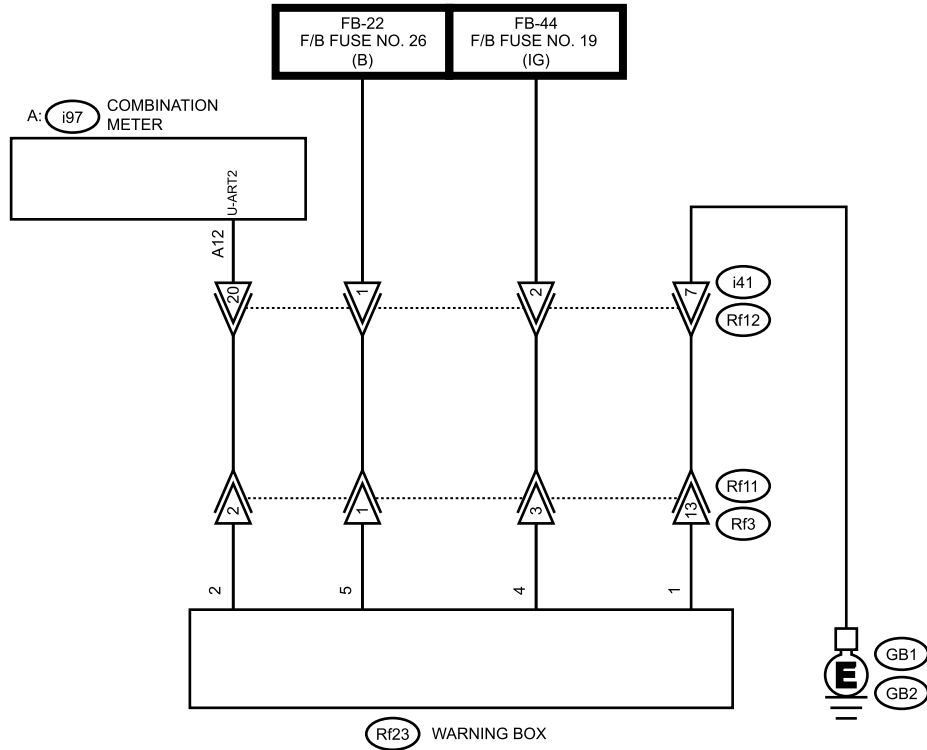 FB-22
F/B FUSE NO. 26
(B)
FB-44
F/B FUSE NO. 19
(IG)
A: i97 COMBINATION
METER
U-ART2
A12
20
1
2
7
i41
Rf12
2
1
3
13
Rf11
Rf3
2
5
4
1
E
GB1
GB2
Rf23 WARNING BOX